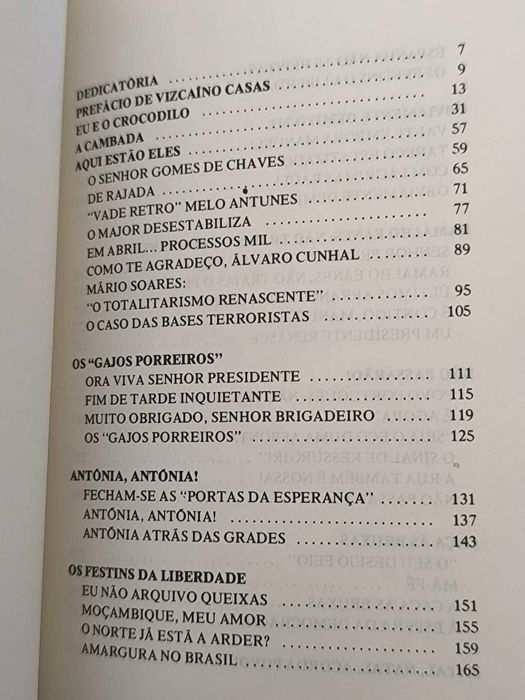 DEDICATÓRIA ........ 7
PREFÁCIO DE VIZCAÍNO CASAS ........ 9
EU E O CROCODILO ........ 13
A CAMBADA ........ 31
AQUI ESTÃO ELES ........ 57
O SENHOR GOMES DE CHAVES ........ 59
DE RAJADA ........ 65
"VADE RETRO" MELO ANTUNES ........ 71
O MAJOR DESESTABILIZA ........ 77
EM ABRIL... PROCESSOS MIL ........ 81
COMO TE AGRADEÇO, ÁLVARO CUNHAL ........ 89
MÁRIO SOARES:
"O TOTALITARISMO RENASCENTE" ........ 95
O CASO DAS BASES TERRORISTAS ........ 105
OS "GAJOS PORREIROS"
ORA VIVA SENHOR PRESIDENTE ........ 111
FIM DE TARDE INQUIETANTE ........ 115
MUITO OBRIGADO, SENHOR BRIGADEIRO ........ 119
OS "GAJOS PORREIROS" ........ 125
ANTÓNIA, ANTÓNIA!
FECHAM-SE AS "PORTAS DA ESPERANÇA" ........ 131
ANTÓNIA, ANTÓNIA! ........ 137
ANTÓNIA ATRÁS DAS GRADES ........ 143
OS FESTINS DA LIBERDADE
EU NÃO ARQUIVO QUEIXAS ........ 151
MOÇAMBIQUE, MEU AMOR ........ 155
O NORTE JÁ ESTÁ A ARDER? ........ 159
AMARGURA NO BRASIL ........ 165